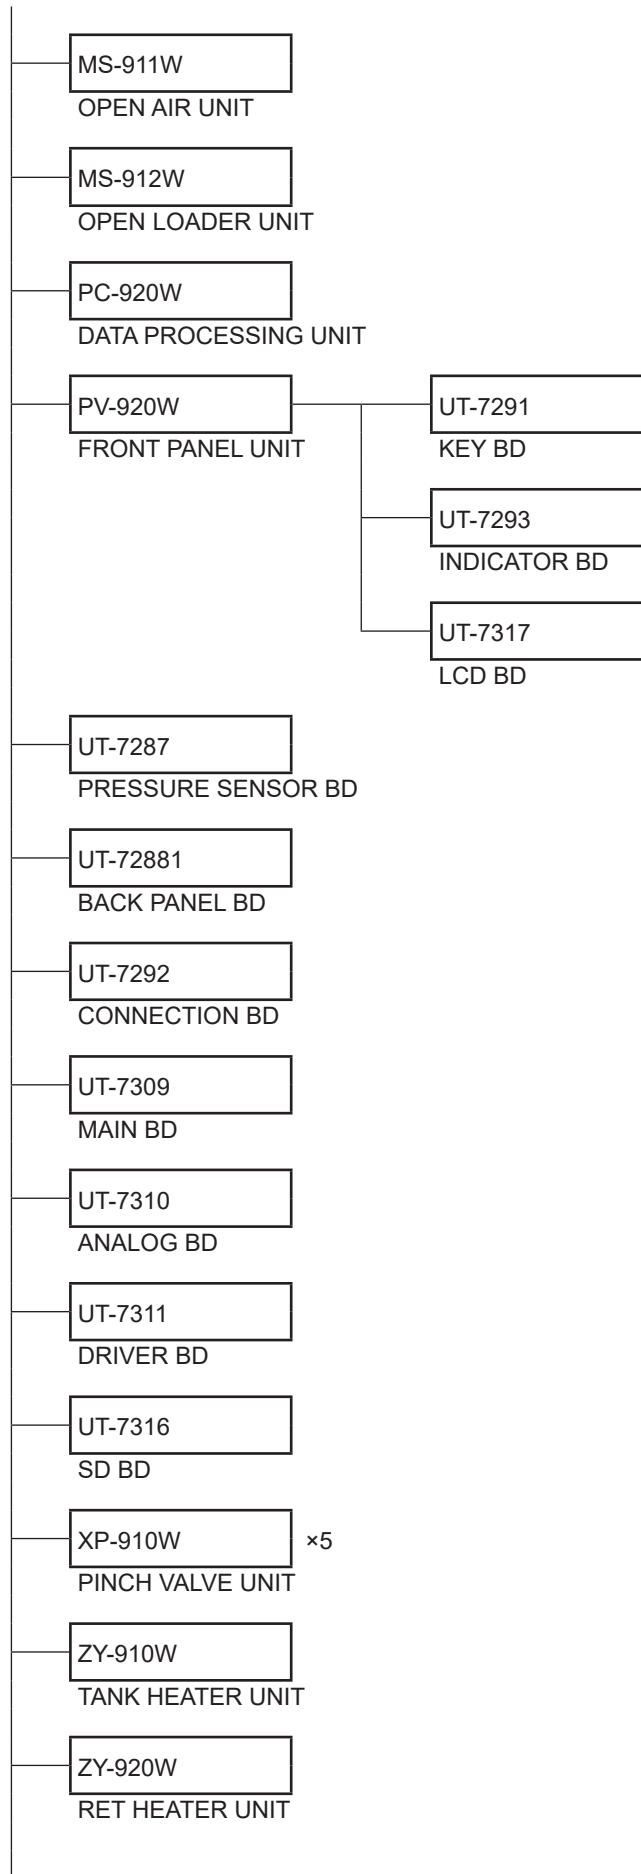 MS-911W
OPEN AIR UNIT
MS-912W
OPEN LOADER UNIT
PC-920W
DATA PROCESSING UNIT
PV-920W
FRONT PANEL UNIT
UT-7291
KEY BD
UT-7293
INDICATOR BD
UT-7317
LCD BD
UT-7287
PRESSURE SENSOR BD
UT-72881
BACK PANEL BD
UT-7292
CONNECTION BD
UT-7309
MAIN BD
UT-7310
ANALOG BD
UT-7311
DRIVER BD
UT-7316
SD BD
XP-910W ×5
PINCH VALVE UNIT
ZY-910W
TANK HEATER UNIT
ZY-920W
RET HEATER UNIT